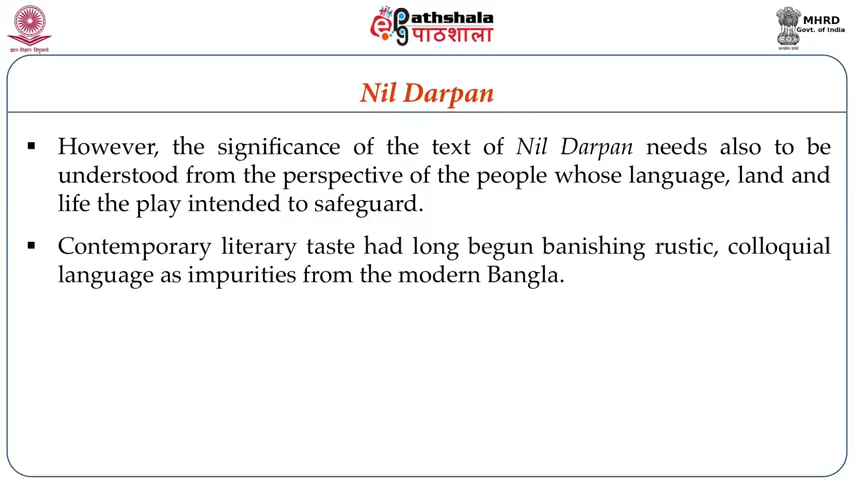 ePathshala
पाठशाला
MHRD
Govt. of India
Nil Darpan
▪ However, the significance of the text of Nil Darpan needs also to be
understood from the perspective of the people whose language, land and
life the play intended to safeguard.
▪ Contemporary literary taste had long begun banishing rustic, colloquial
language as impurities from the modern Bangla.